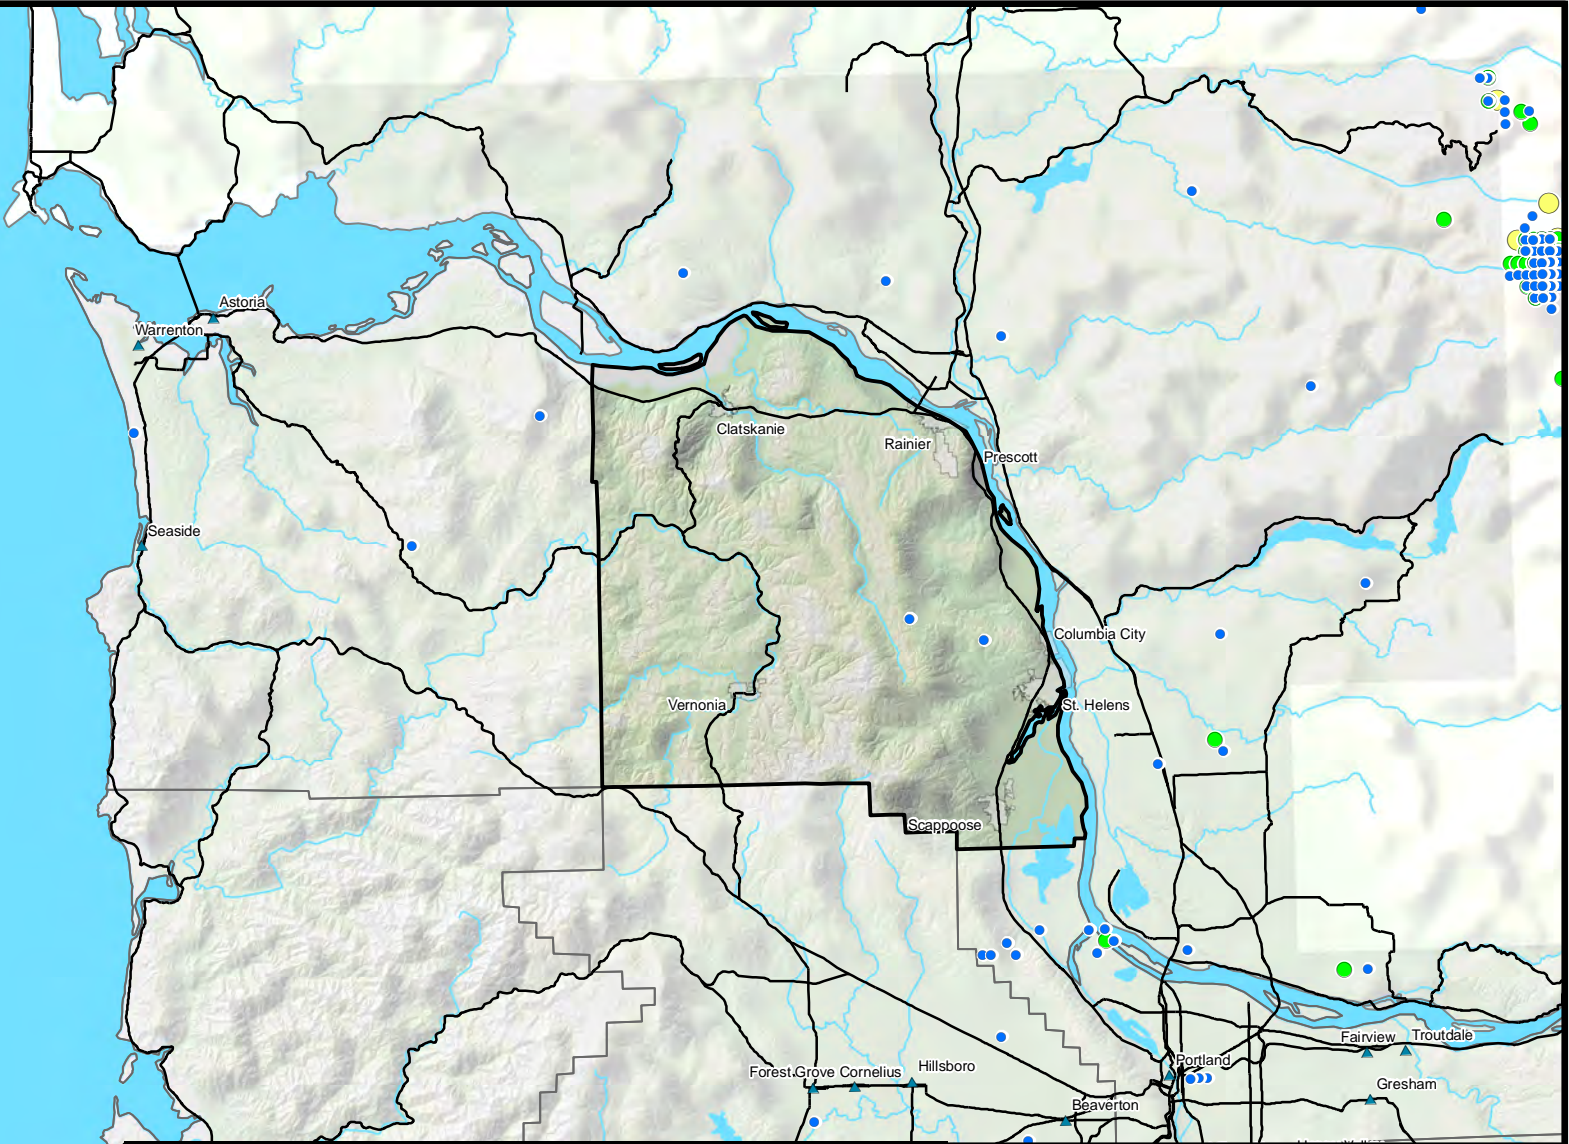 Astoria
Warrenton
Clatskanie
Rainier
Prescott
Seaside
Columbia City
Vernonia
St. Helens
Scappoose
Fairview
Troutdale
Portland
Forest Grove
Cornelius
Hillsboro
Gresham
Beaverton